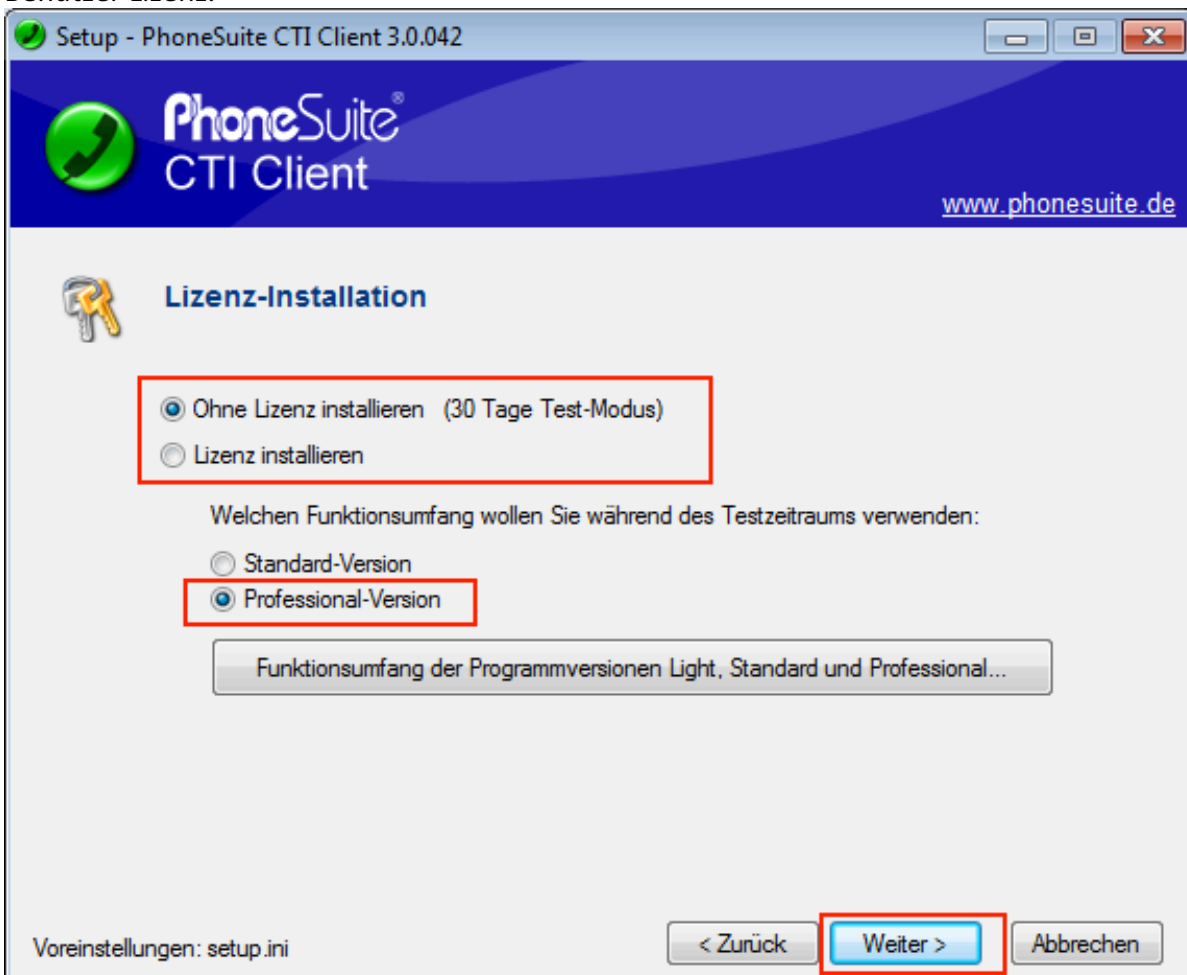 Benutzer-Lizenz.
Setup - PhoneSuite CTI Client 3.0.042
PhoneSuite®
CTI Client
www.phonesuite.de
Lizenz-Installation
Ohne Lizenz installieren (30 Tage Test-Modus)
Lizenz installieren
Welchen Funktionsumfang wollen Sie während des Testzeitraums verwenden:
Standard-Version
Professional-Version
Funktionsumfang der Programmversionen Light, Standard und Professional...
Voreinstellungen: setup.ini
< Zurück
Weiter >
Abbrechen